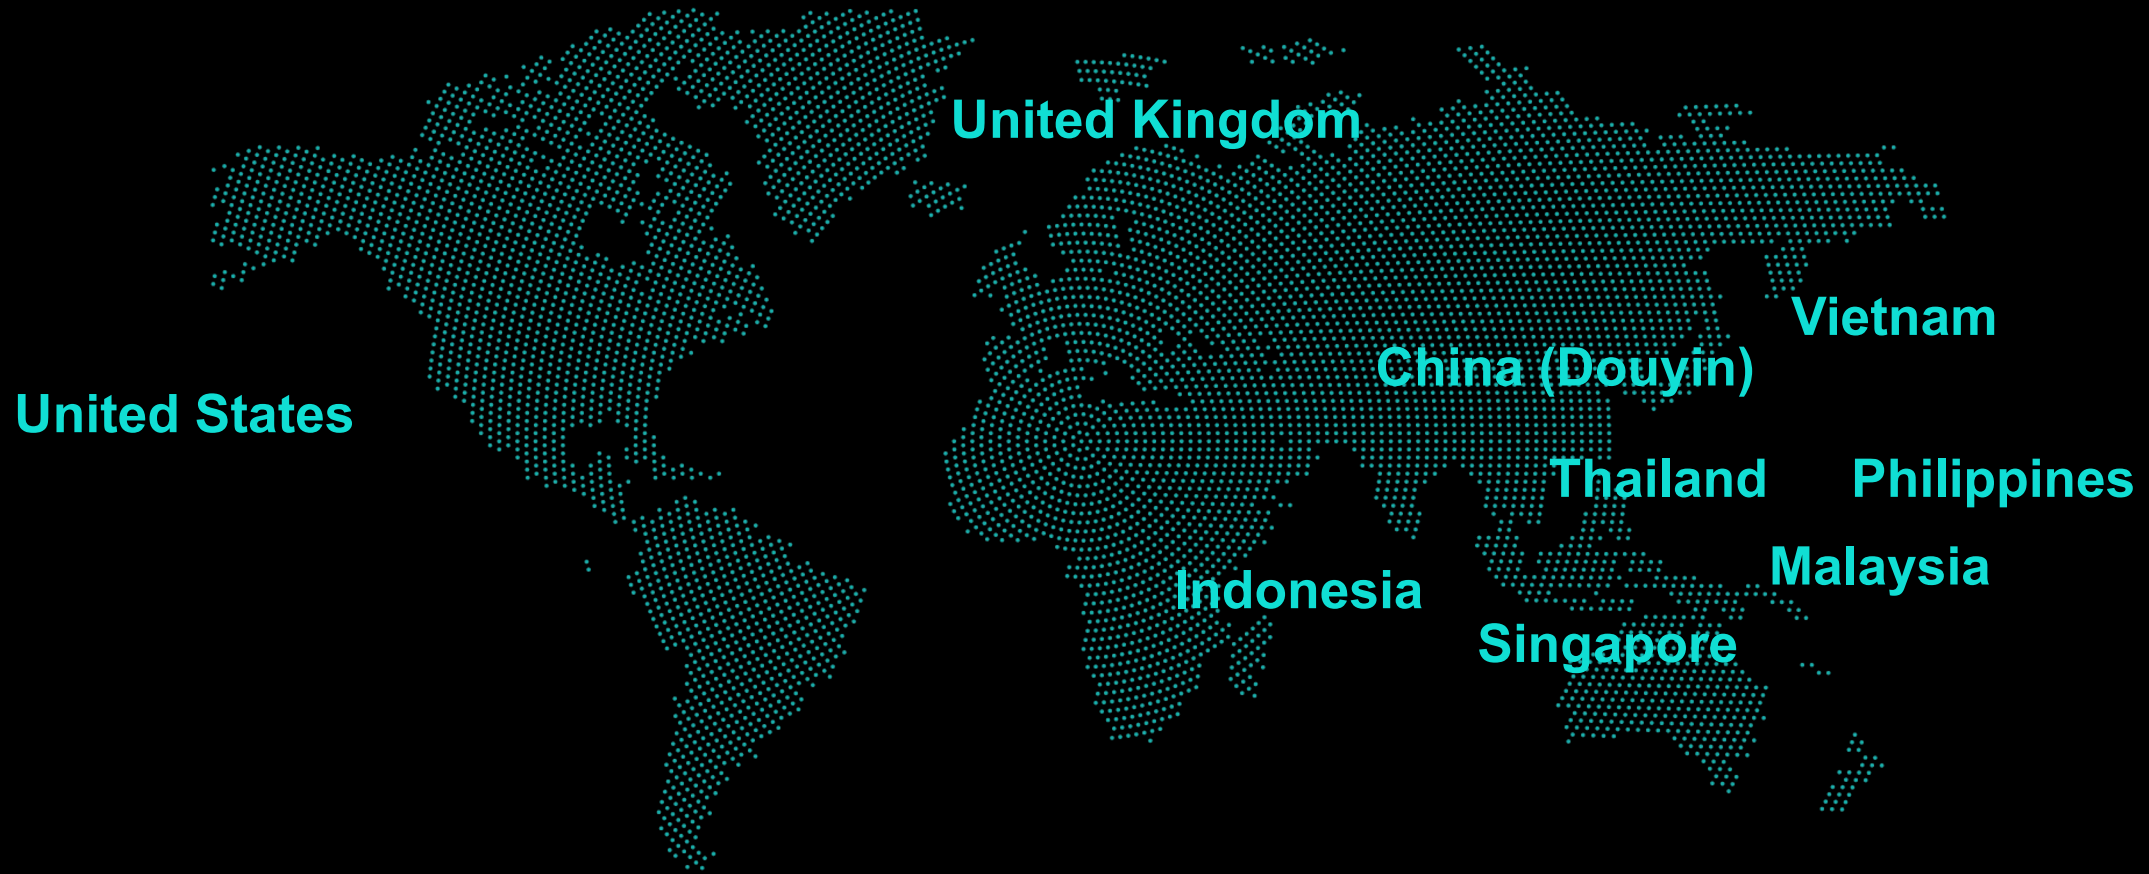 United Kingdom
Vietnam
China (Douyin)
United States
Thailand
Philippines
Malaysia
Indonesia
Singapore